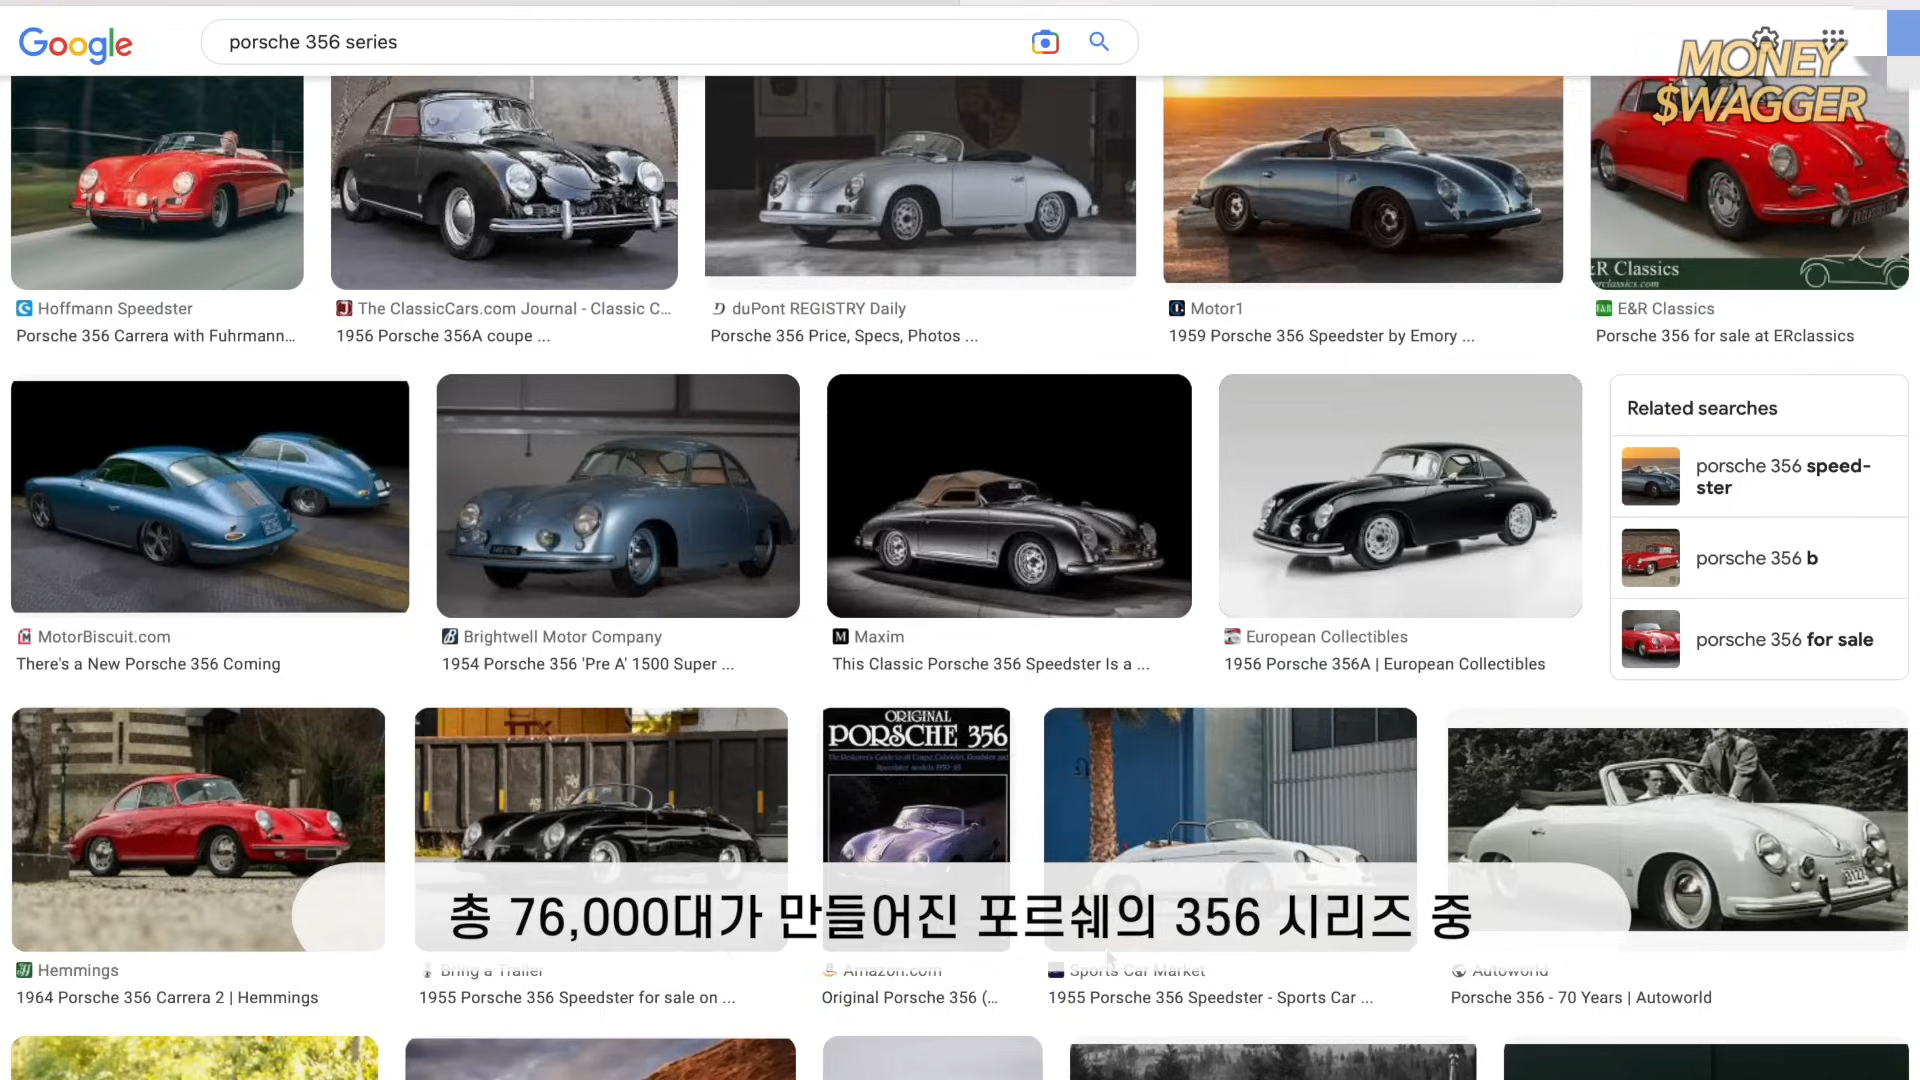 Google
porsche 356 series
MONEY
$WAGGER
R Classics
Hoffmann Speedster
Porsche 356 Carrera with Fuhrmann...
The ClassicCars.com Journal - Classic C...
1956 Porsche 356A coupe ...
duPont REGISTRY Daily
Porsche 356 Price, Specs, Photos ...
Motor1
1959 Porsche 356 Speedster by Emory ...
E&R Classics
Porsche 356 for sale at ERclassics
Related searches
porsche 356 speed-
ster
porsche 356 b
porsche 356 for sale
MotorBiscuit.com
There's a New Porsche 356 Coming
Brightwell Motor Company
1954 Porsche 356 'Pre A' 1500 Super ...
Maxim
This Classic Porsche 356 Speedster Is a ...
European Collectibles
1956 Porsche 356A | European Collectibles
ORIGINAL
PORSCHE 356
총 76,000대가 만들어진 포르쉐의 356 시리즈 중
Hemmings
1964 Porsche 356 Carrera 2 | Hemmings
Bring a Trailer
1955 Porsche 356 Speedster for sale on ...
Amazon.com
Original Porsche 356 (...
Sports Car Market
1955 Porsche 356 Speedster - Sports Car ...
Autoworld
Porsche 356 - 70 Years | Autoworld